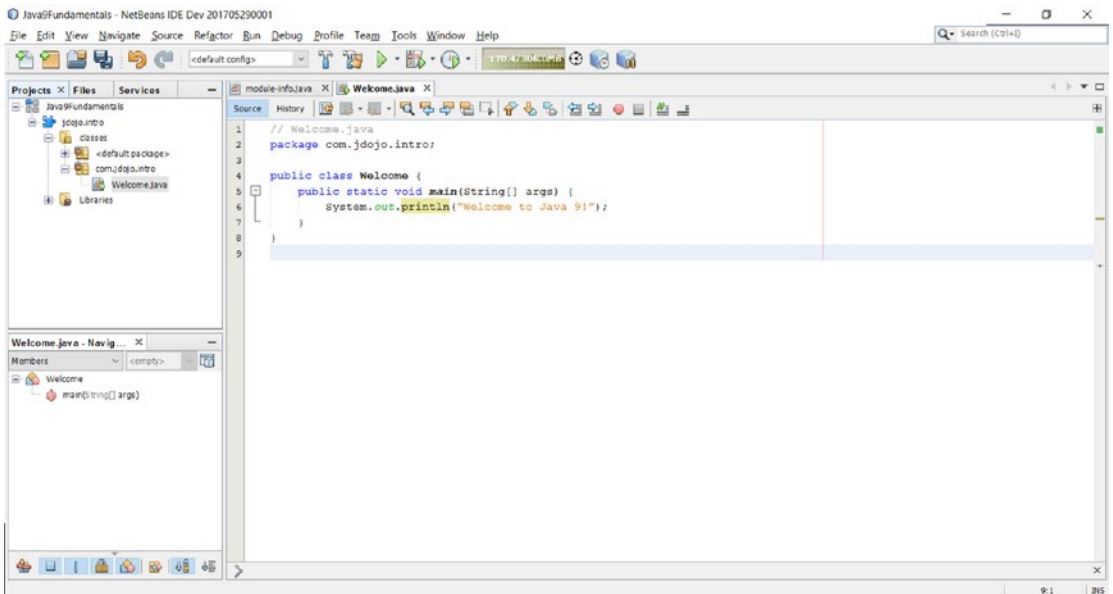 Java9Fundamentals - NetBeans IDE Dev 201705290001
File Edit View Navigate Source Refactor Run Debug Profile Team Tools Window Help
Search (Ctrl+I)
<default config>
Projects Files Services
Java9Fundamentals
jdojo.intro
classes
<default package>
com.jdojo.intro
Welcome.java
Libraries
module-info.java Welcome.java
Source History
1 // Welcome.java
2 package com.jdojo.intro;
3
4 public class Welcome {
5 public static void main(String[] args) {
6 System.out.println("Welcome to Java 9!");
7 }
8 }
9
Welcome.java - Navig...
Members <empty>
Welcome
main(String[] args)
9:1 INS